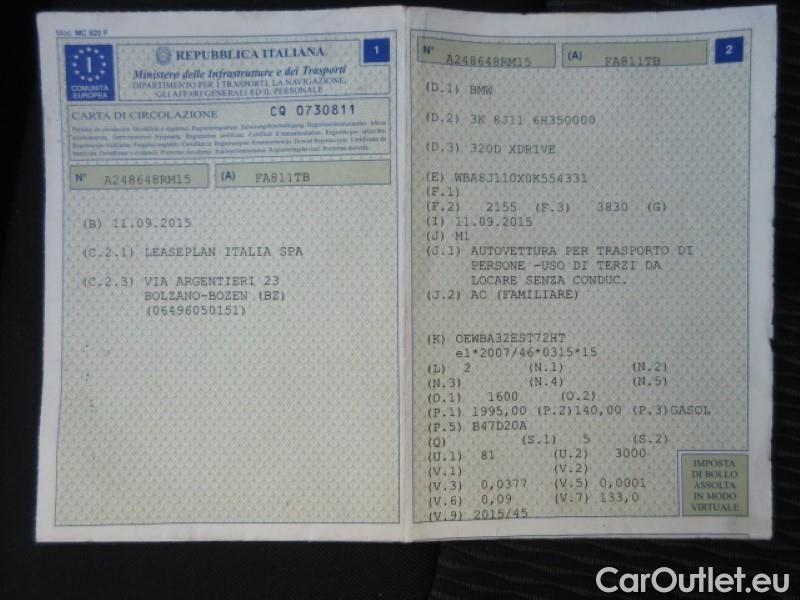 Mod. MC 820 F
I
COMUNITÀ
EUROPEA
REPUBBLICA ITALIANA
1
Ministero delle Infrastrutture e dei Trasporti
DIPARTIMENTO PER I TRASPORTI, LA NAVIGAZIONE,
GLI AFFARI GENERALI ED IL PERSONALE
CARTA DI CIRCOLAZIONE
CQ 0730811
N° A248648RM15 (A) FA811TB
(B) 11.09.2015
(C.2.1) LEASEPLAN ITALIA SPA
(C.2.3) VIA ARGENTIERI 23
BOLZANO-BOZEN (BZ)
(06496050151)
N° A248648RM15 (A) FA811TB
2
(D.1) BMW
(D.2) 3K 8J11 6H350000
(D.3) 320D XDRIVE
(E) WBA8J110X0K554331
(F.1)
(F.2) 2155 (F.3) 3830 (G)
(I) 11.09.2015
(J) M1
(J.1) AUTOVETTURA PER TRASPORTO DI
PERSONE -USO DI TERZI DA
LOCARE SENZA CONDUC.
(J.2) AC (FAMILIARE)
(K) OEWBA32EST72HT
e1*2007/46*0315*15
(L) 2 (N.1) (N.2)
(N.3) (N.4) (N.5)
(O.1) 1600 (O.2)
(P.1) 1995,00 (P.2)140,00 (P.3)GASOL
(P.5) B47D20A
(Q) (S.1) 5 (S.2)
(U.1) 81 (U.2) 3000
(V.1) (V.2)
(V.3) 0,0377 (V.5) 0,0001
(V.6) 0,09 (V.7) 133,0
(V.9) 2015/45
IMPOSTA
DI BOLLO
ASSOLTA
IN MODO
VIRTUALE
CarOutlet.eu